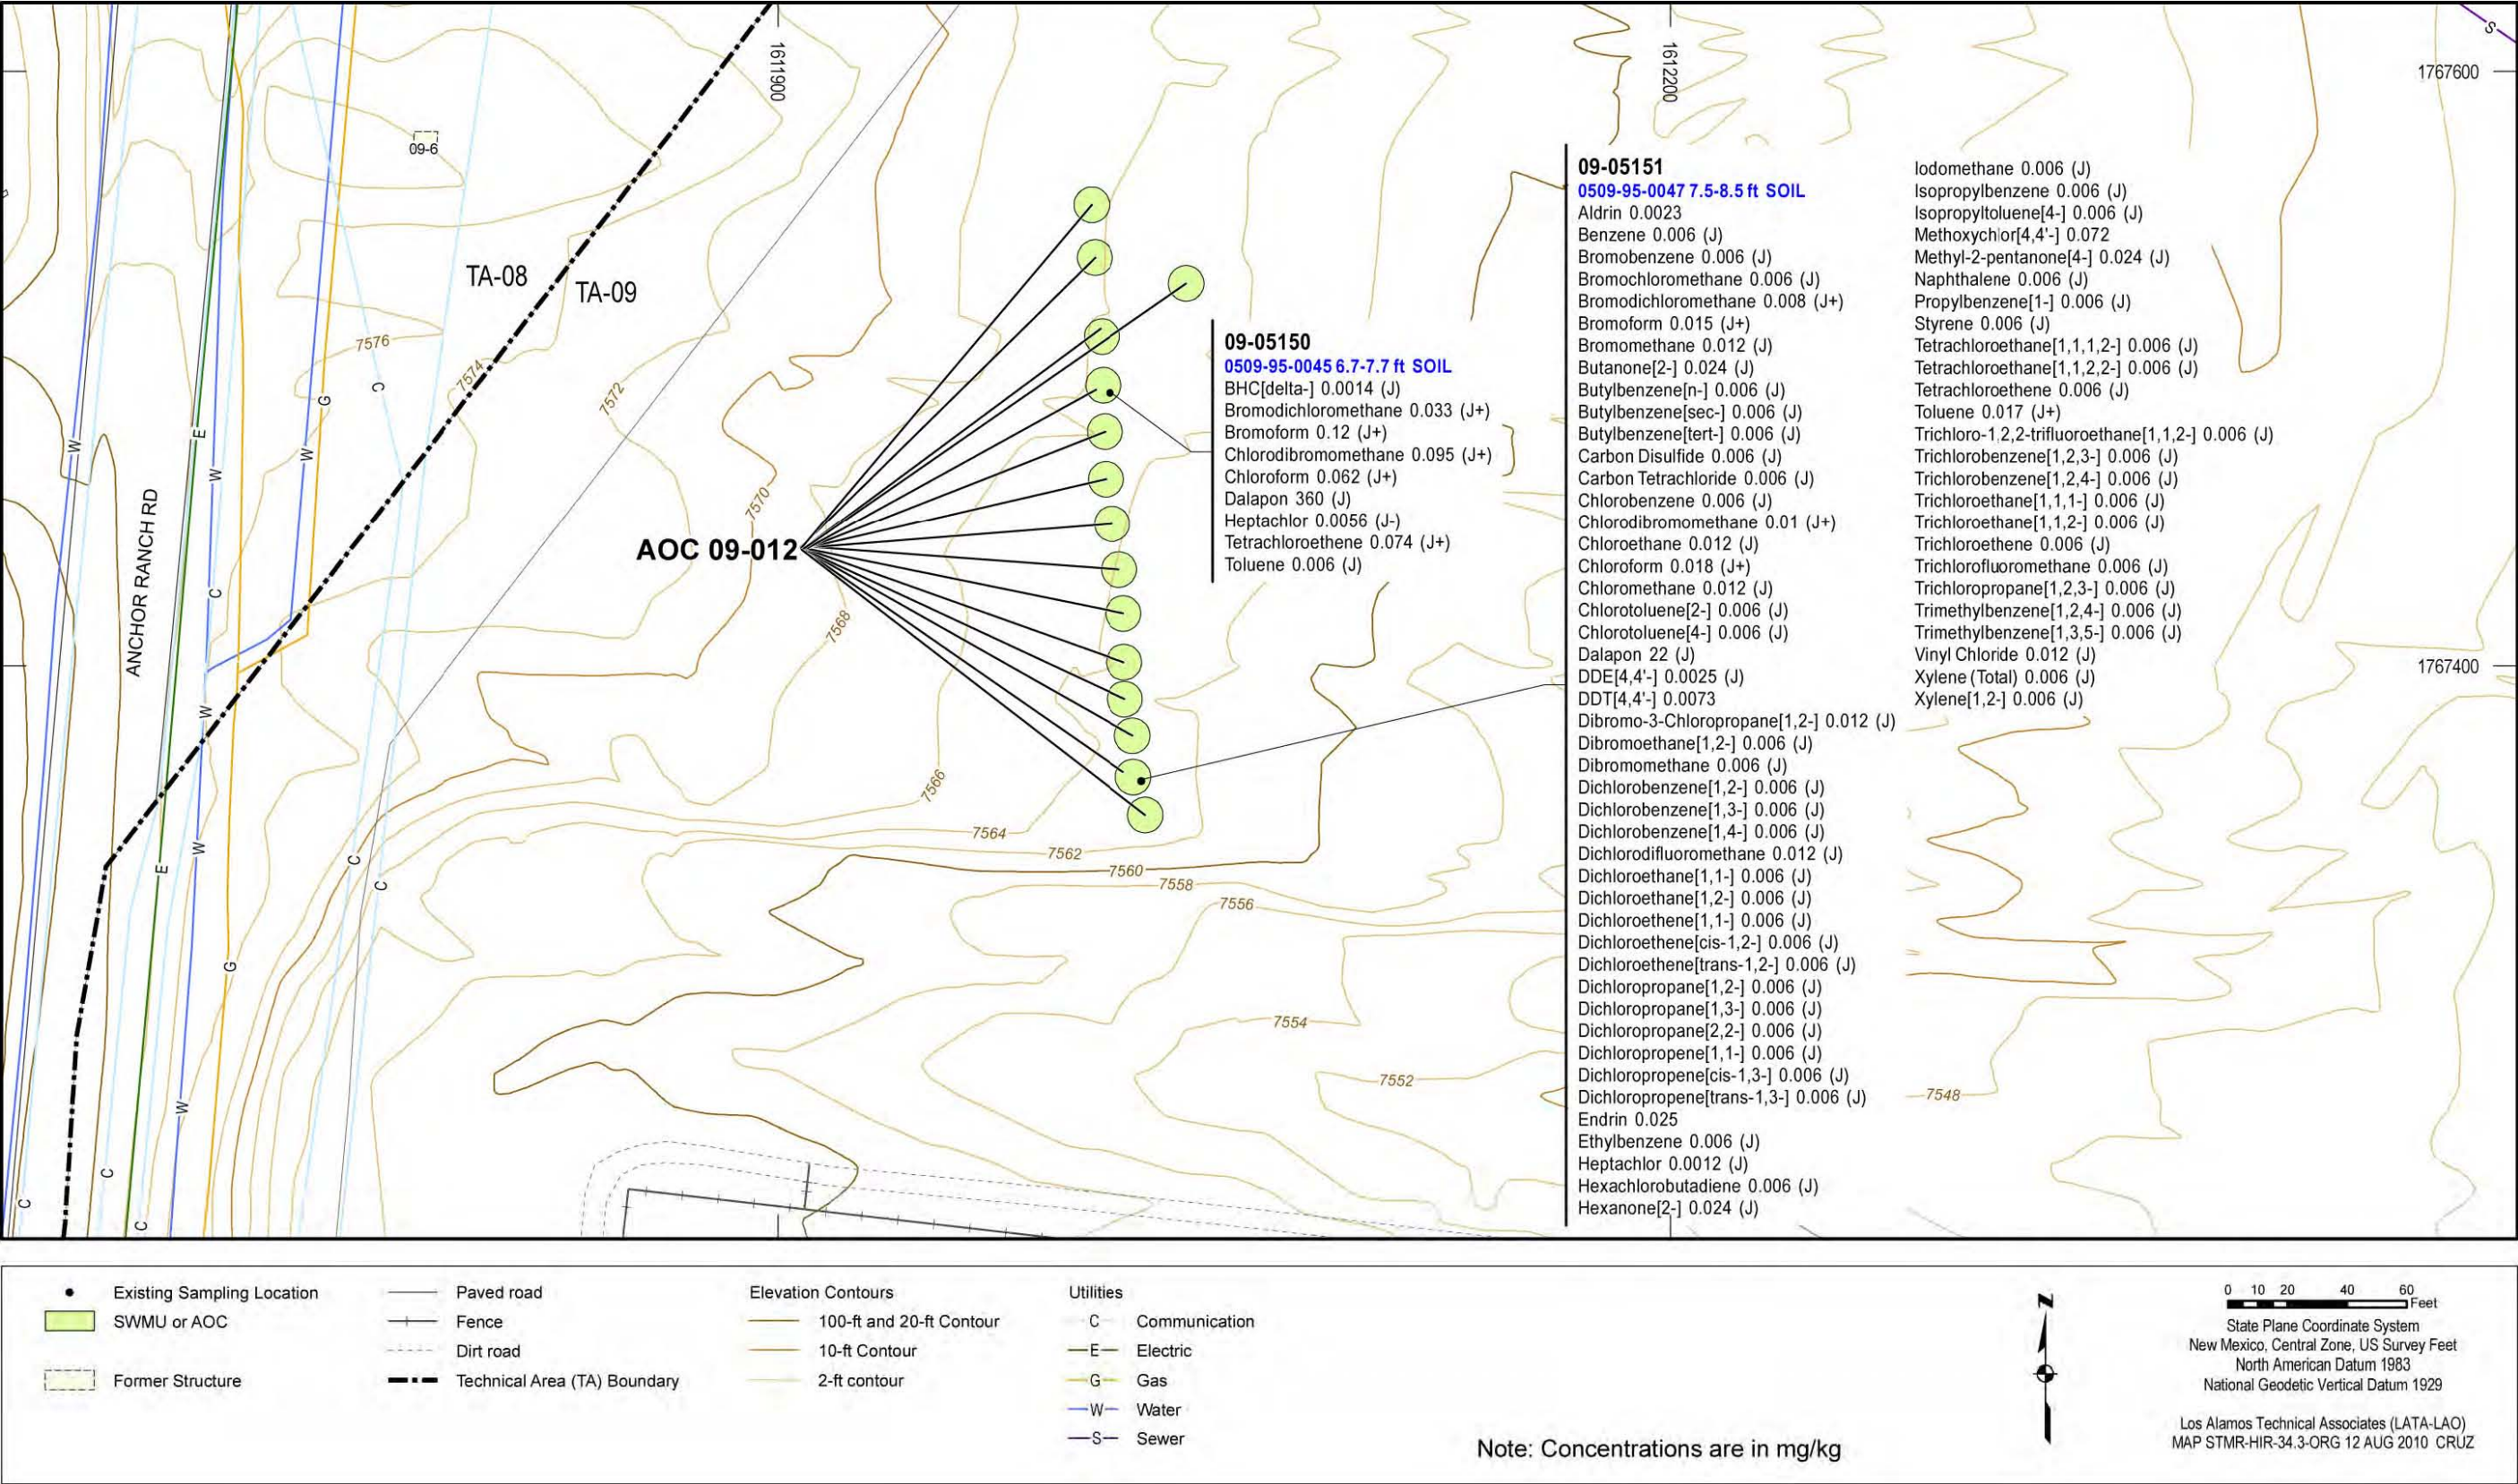 1611900
1612200
1767600
S
09-6
TA-08
TA-09
7576
7574
7572
7570
7568
7566
7564
7562
7560
7558
7556
7554
7552
7548
ANCHOR RANCH RD
AOC 09-012
1767400
W
E
W
C
W
G
C
W
E
W
G
C
C
W
C
C
C
09-05150
0509-95-0045 6.7-7.7 ft SOIL
BHC[delta-] 0.0014 (J)
Bromodichloromethane 0.033 (J+)
Bromoform 0.12 (J+)
Chlorodibromomethane 0.095 (J+)
Chloroform 0.062 (J+)
Dalapon 360 (J)
Heptachlor 0.0056 (J-)
Tetrachloroethene 0.074 (J+)
Toluene 0.006 (J)
09-05151
0509-95-0047 7.5-8.5 ft SOIL
Aldrin 0.0023
Benzene 0.006 (J)
Bromobenzene 0.006 (J)
Bromochloromethane 0.006 (J)
Bromodichloromethane 0.008 (J+)
Bromoform 0.015 (J+)
Bromomethane 0.012 (J)
Butanone[2-] 0.024 (J)
Butylbenzene[n-] 0.006 (J)
Butylbenzene[sec-] 0.006 (J)
Butylbenzene[tert-] 0.006 (J)
Carbon Disulfide 0.006 (J)
Carbon Tetrachloride 0.006 (J)
Chlorobenzene 0.006 (J)
Chlorodibromomethane 0.01 (J+)
Chloroethane 0.012 (J)
Chloroform 0.018 (J+)
Chloromethane 0.012 (J)
Chlorotoluene[2-] 0.006 (J)
Chlorotoluene[4-] 0.006 (J)
Dalapon 22 (J)
DDE[4,4'-] 0.0025 (J)
DDT[4,4'-] 0.0073
Dibromo-3-Chloropropane[1,2-] 0.012 (J)
Dibromoethane[1,2-] 0.006 (J)
Dibromomethane 0.006 (J)
Dichlorobenzene[1,2-] 0.006 (J)
Dichlorobenzene[1,3-] 0.006 (J)
Dichlorobenzene[1,4-] 0.006 (J)
Dichlorodifluoromethane 0.012 (J)
Dichloroethane[1,1-] 0.006 (J)
Dichloroethane[1,2-] 0.006 (J)
Dichloroethene[1,1-] 0.006 (J)
Dichloroethene[cis-1,2-] 0.006 (J)
Dichloroethene[trans-1,2-] 0.006 (J)
Dichloropropane[1,2-] 0.006 (J)
Dichloropropane[1,3-] 0.006 (J)
Dichloropropane[2,2-] 0.006 (J)
Dichloropropene[1,1-] 0.006 (J)
Dichloropropene[cis-1,3-] 0.006 (J)
Dichloropropene[trans-1,3-] 0.006 (J)
Endrin 0.025
Ethylbenzene 0.006 (J)
Heptachlor 0.0012 (J)
Hexachlorobutadiene 0.006 (J)
Hexanone[2-] 0.024 (J)
Iodomethane 0.006 (J)
Isopropylbenzene 0.006 (J)
Isopropyltoluene[4-] 0.006 (J)
Methoxychlor[4,4'-] 0.072
Methyl-2-pentanone[4-] 0.024 (J)
Naphthalene 0.006 (J)
Propylbenzene[1-] 0.006 (J)
Styrene 0.006 (J)
Tetrachloroethane[1,1,1,2-] 0.006 (J)
Tetrachloroethane[1,1,2,2-] 0.006 (J)
Tetrachloroethene 0.006 (J)
Toluene 0.017 (J+)
Trichloro-1,2,2-trifluoroethane[1,1,2-] 0.006 (J)
Trichlorobenzene[1,2,3-] 0.006 (J)
Trichlorobenzene[1,2,4-] 0.006 (J)
Trichloroethane[1,1,1-] 0.006 (J)
Trichloroethane[1,1,2-] 0.006 (J)
Trichloroethene 0.006 (J)
Trichlorofluoromethane 0.006 (J)
Trichloropropane[1,2,3-] 0.006 (J)
Trimethylbenzene[1,2,4-] 0.006 (J)
Trimethylbenzene[1,3,5-] 0.006 (J)
Vinyl Chloride 0.012 (J)
Xylene (Total) 0.006 (J)
Xylene[1,2-] 0.006 (J)
Existing Sampling Location
SWMU or AOC
Former Structure
Paved road
Fence
Dirt road
Technical Area (TA) Boundary
Elevation Contours
100-ft and 20-ft Contour
10-ft Contour
2-ft contour
Utilities
C Communication
E Electric
G Gas
W Water
S Sewer
Note: Concentrations are in mg/kg
N
0 10 20 40 60
Feet
State Plane Coordinate System
New Mexico, Central Zone, US Survey Feet
North American Datum 1983
National Geodetic Vertical Datum 1929
Los Alamos Technical Associates (LATA-LAO)
MAP STMR-HIR-34.3-ORG 12 AUG 2010 CRUZ